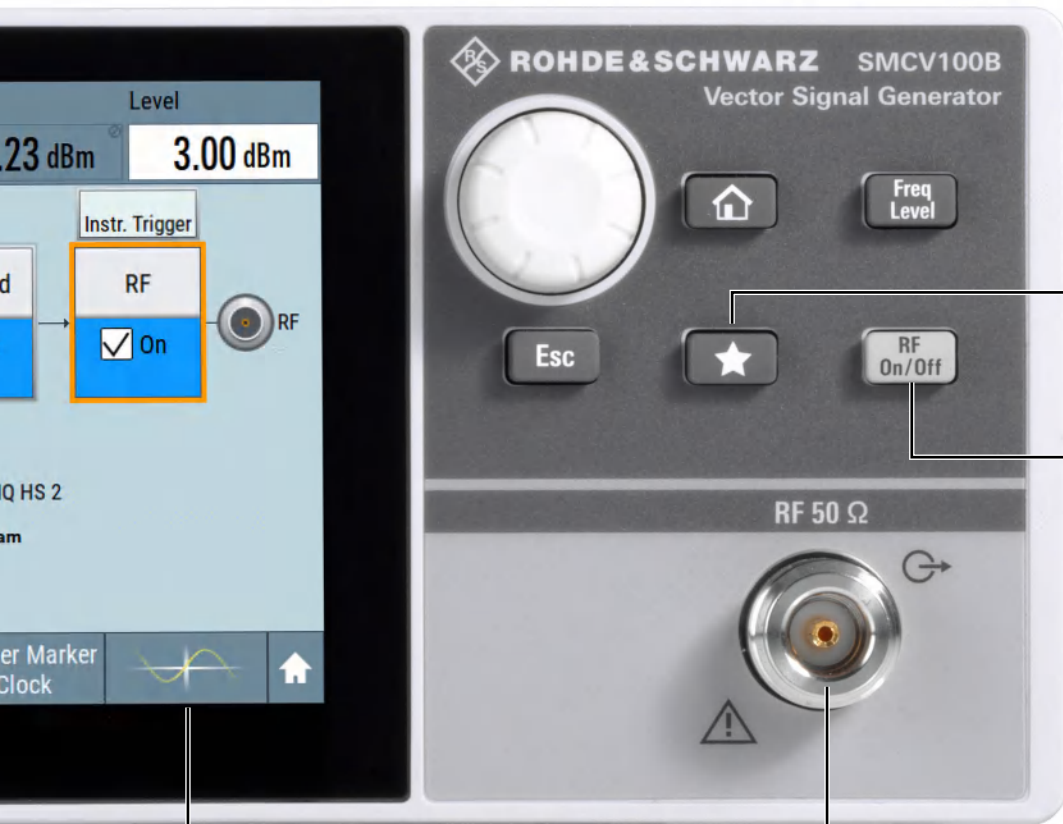 ROHDE & SCHWARZ SMCV100B
Vector Signal Generator
Level
.23 dBm
3.00 dBm
Instr. Trigger
d
RF
On
RF
IQ HS 2
am
er Marker
Clock
Freq
Level
Esc
RF
On/Off
RF 50 Ω